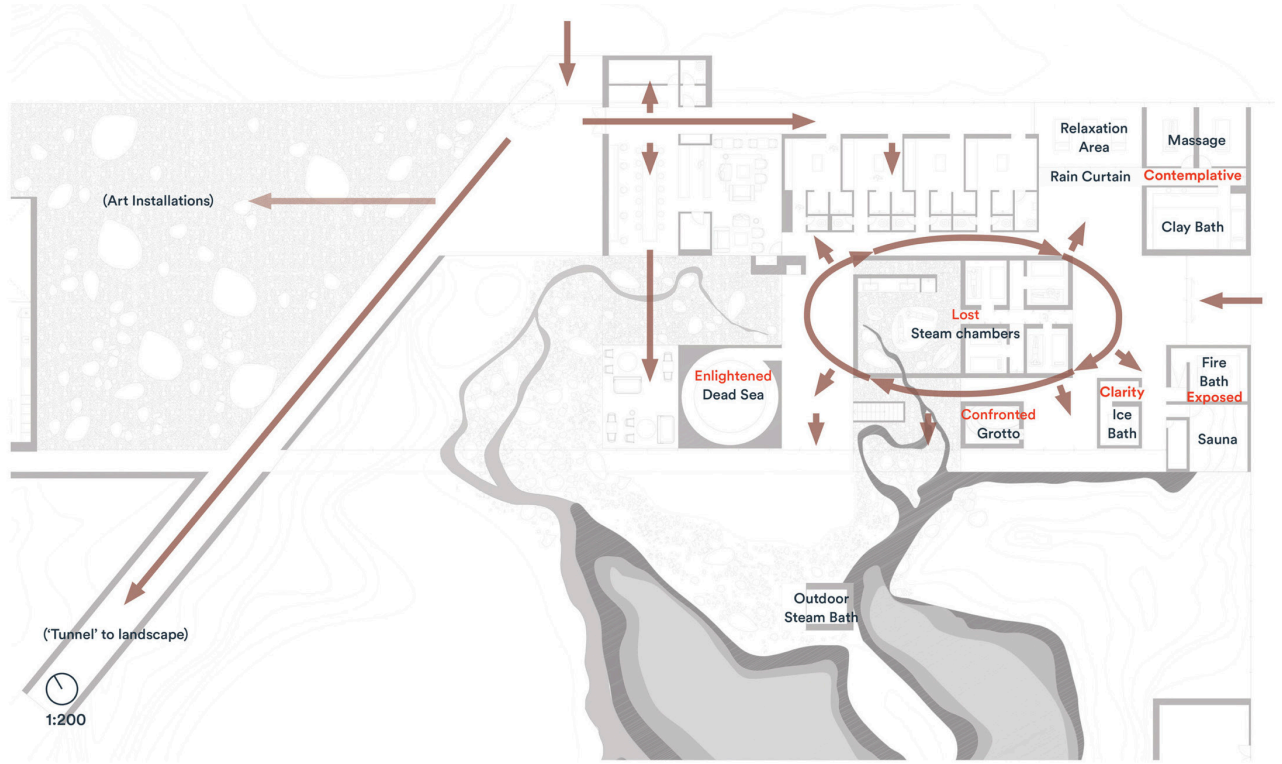 Relaxation
Area
Massage
Rain Curtain
Contemplative
(Art Installations)
Clay Bath
Lost
Steam chambers
Enlightened
Dead Sea
Fire
Bath
Exposed
Clarity
Ice
Bath
Confronted
Grotto
Sauna
Outdoor
Steam Bath
('Tunnel' to landscape)
1:200